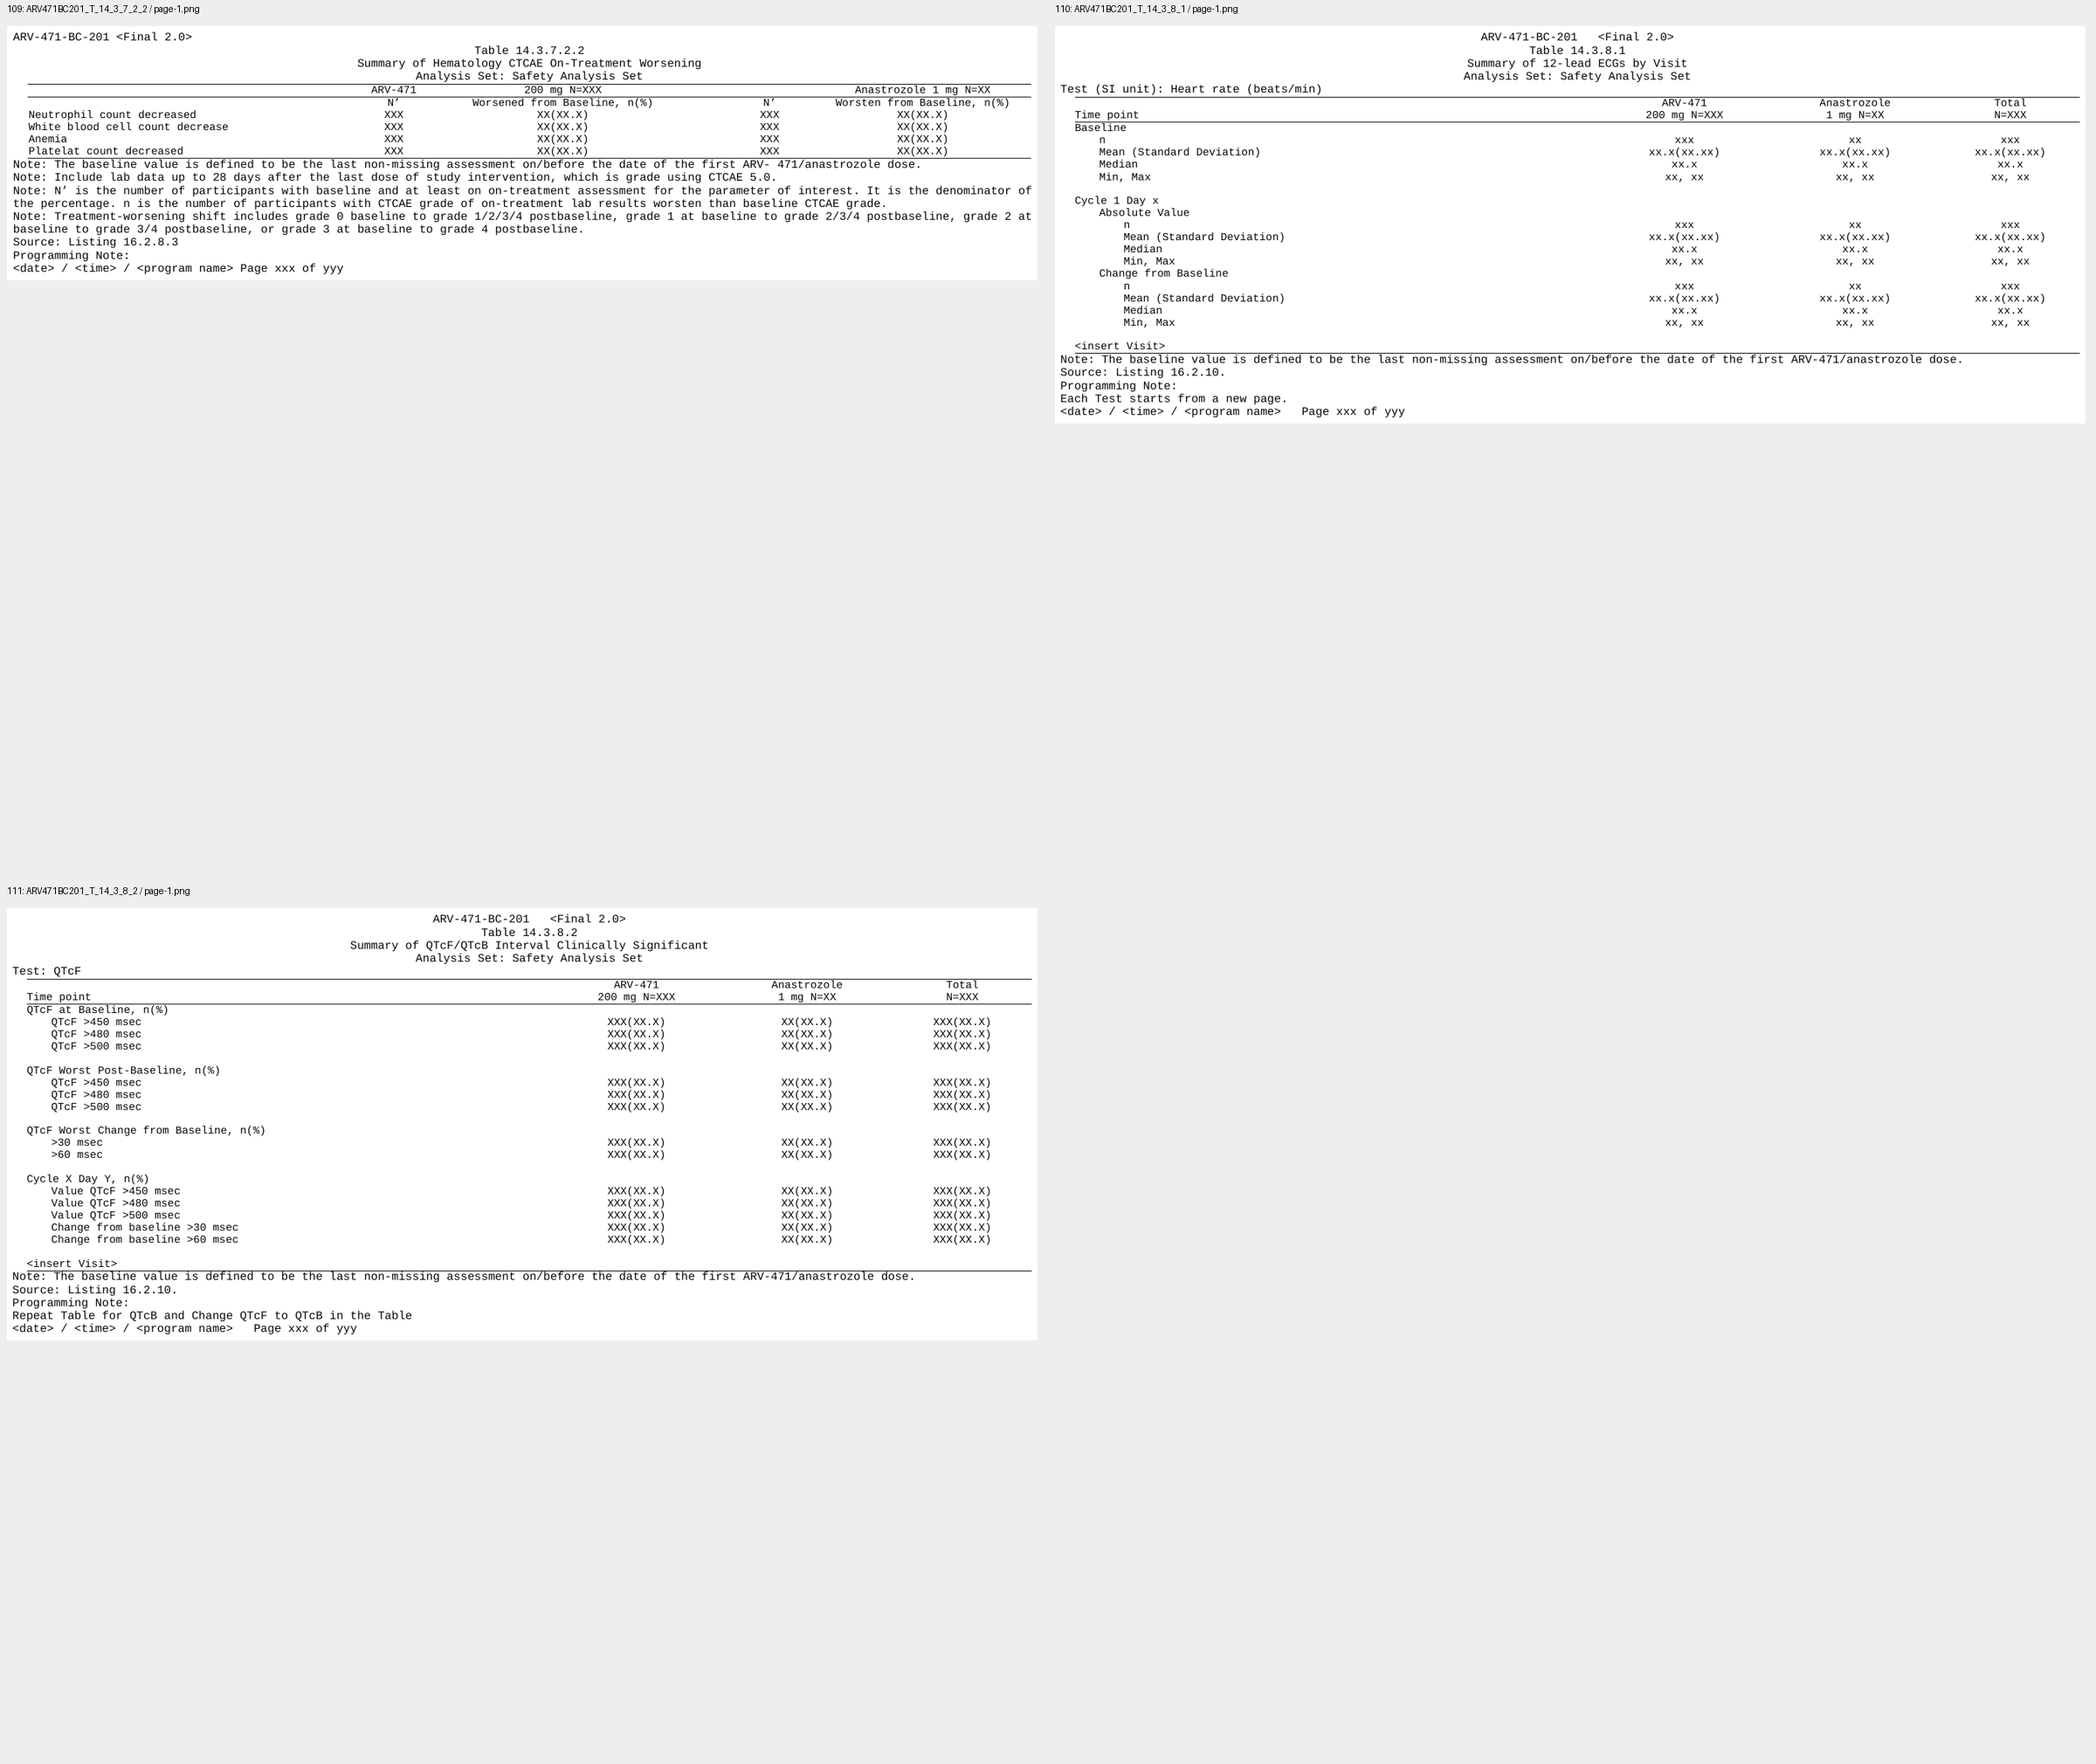 109: ARV471BC201_T_14_3_7_2_2 / page-1.png
ARV-471-BC-201 <Final 2.0>
Table 14.3.7.2.2
Summary of Hematology CTCAE On-Treatment Worsening
Analysis Set: Safety Analysis Set
ARV-471 200 mg N=XXX Anastrozole 1 mg N=XX
N’ Worsened from Baseline, n(%) N’ Worsten from Baseline, n(%)
Neutrophil count decreased XXX XX(XX.X) XXX XX(XX.X)
White blood cell count decrease XXX XX(XX.X) XXX XX(XX.X)
Anemia XXX XX(XX.X) XXX XX(XX.X)
Platelat count decreased XXX XX(XX.X) XXX XX(XX.X)
Note: The baseline value is defined to be the last non-missing assessment on/before the date of the first ARV- 471/anastrozole dose.
Note: Include lab data up to 28 days after the last dose of study intervention, which is grade using CTCAE 5.0.
Note: N’ is the number of participants with baseline and at least on on-treatment assessment for the parameter of interest. It is the denominator of
the percentage. n is the number of participants with CTCAE grade of on-treatment lab results worsten than baseline CTCAE grade.
Note: Treatment-worsening shift includes grade 0 baseline to grade 1/2/3/4 postbaseline, grade 1 at baseline to grade 2/3/4 postbaseline, grade 2 at
baseline to grade 3/4 postbaseline, or grade 3 at baseline to grade 4 postbaseline.
Source: Listing 16.2.8.3
Programming Note:
<date> / <time> / <program name> Page xxx of yyy
110: ARV471BC201_T_14_3_8_1 / page-1.png
ARV-471-BC-201 <Final 2.0>
Table 14.3.8.1
Summary of 12-lead ECGs by Visit
Analysis Set: Safety Analysis Set
Test (SI unit): Heart rate (beats/min)
ARV-471 Anastrozole Total
Time point 200 mg N=XXX 1 mg N=XX N=XXX
Baseline
n xxx xx xxx
Mean (Standard Deviation) xx.x(xx.xx) xx.x(xx.xx) xx.x(xx.xx)
Median xx.x xx.x xx.x
Min, Max xx, xx xx, xx xx, xx
Cycle 1 Day x
Absolute Value
n xxx xx xxx
Mean (Standard Deviation) xx.x(xx.xx) xx.x(xx.xx) xx.x(xx.xx)
Median xx.x xx.x xx.x
Min, Max xx, xx xx, xx xx, xx
Change from Baseline
n xxx xx xxx
Mean (Standard Deviation) xx.x(xx.xx) xx.x(xx.xx) xx.x(xx.xx)
Median xx.x xx.x xx.x
Min, Max xx, xx xx, xx xx, xx
<insert Visit>
Note: The baseline value is defined to be the last non-missing assessment on/before the date of the first ARV-471/anastrozole dose.
Source: Listing 16.2.10.
Programming Note:
Each Test starts from a new page.
<date> / <time> / <program name> Page xxx of yyy
111: ARV471BC201_T_14_3_8_2 / page-1.png
ARV-471-BC-201 <Final 2.0>
Table 14.3.8.2
Summary of QTcF/QTcB Interval Clinically Significant
Analysis Set: Safety Analysis Set
Test: QTcF
ARV-471 Anastrozole Total
Time point 200 mg N=XXX 1 mg N=XX N=XXX
QTcF at Baseline, n(%)
QTcF >450 msec XXX(XX.X) XX(XX.X) XXX(XX.X)
QTcF >480 msec XXX(XX.X) XX(XX.X) XXX(XX.X)
QTcF >500 msec XXX(XX.X) XX(XX.X) XXX(XX.X)
QTcF Worst Post-Baseline, n(%)
QTcF >450 msec XXX(XX.X) XX(XX.X) XXX(XX.X)
QTcF >480 msec XXX(XX.X) XX(XX.X) XXX(XX.X)
QTcF >500 msec XXX(XX.X) XX(XX.X) XXX(XX.X)
QTcF Worst Change from Baseline, n(%)
>30 msec XXX(XX.X) XX(XX.X) XXX(XX.X)
>60 msec XXX(XX.X) XX(XX.X) XXX(XX.X)
Cycle X Day Y, n(%)
Value QTcF >450 msec XXX(XX.X) XX(XX.X) XXX(XX.X)
Value QTcF >480 msec XXX(XX.X) XX(XX.X) XXX(XX.X)
Value QTcF >500 msec XXX(XX.X) XX(XX.X) XXX(XX.X)
Change from baseline >30 msec XXX(XX.X) XX(XX.X) XXX(XX.X)
Change from baseline >60 msec XXX(XX.X) XX(XX.X) XXX(XX.X)
<insert Visit>
Note: The baseline value is defined to be the last non-missing assessment on/before the date of the first ARV-471/anastrozole dose.
Source: Listing 16.2.10.
Programming Note:
Repeat Table for QTcB and Change QTcF to QTcB in the Table
<date> / <time> / <program name> Page xxx of yyy